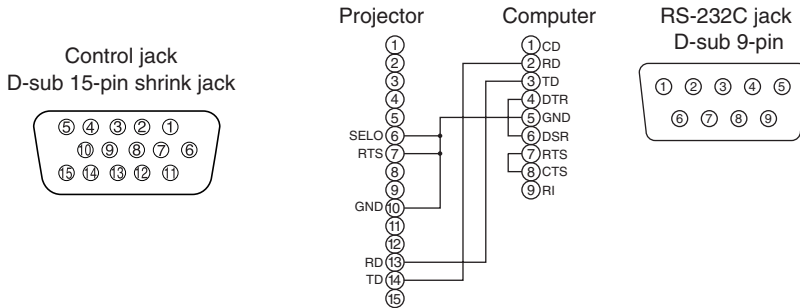 Control jack
D-sub 15-pin shrink jack
⑤ ④ ③ ② ①
⑩ ⑨ ⑧ ⑦ ⑥
⑮ ⑭ ⑬ ⑫ ⑪
Projector
①
②
③
④
⑤
SELO ⑥
RTS ⑦
⑧
⑨
GND ⑩
⑪
⑫
RD ⑬
TD ⑭
⑮
Computer
① CD
② RD
③ TD
④ DTR
⑤ GND
⑥ DSR
⑦ RTS
⑧ CTS
⑨ RI
RS-232C jack
D-sub 9-pin
① ② ③ ④ ⑤
⑥ ⑦ ⑧ ⑨